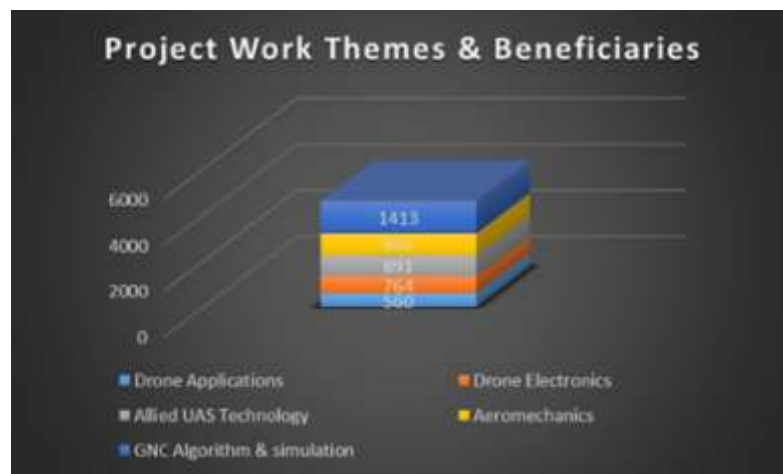 Project Work Themes & Beneficiaries
6000
4000
2000
0
1413
891
764
560
Drone Applications
Drone Electronics
Allied UAS Technology
Aeromechanics
GNC Algorithm & simulation